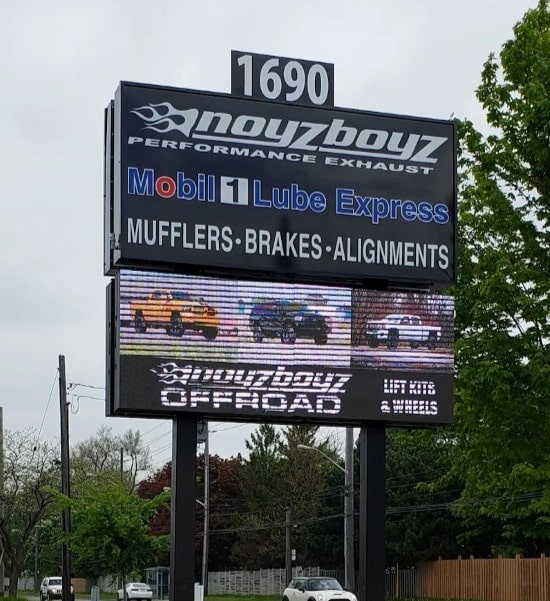 1690
noyzboyz
PERFORMANCE EXHAUST
Mobil 1 Lube Express
MUFFLERS·BRAKES·ALIGNMENTS
noyzboyz
OFFROAD
LIFT KITS
& WHEELS